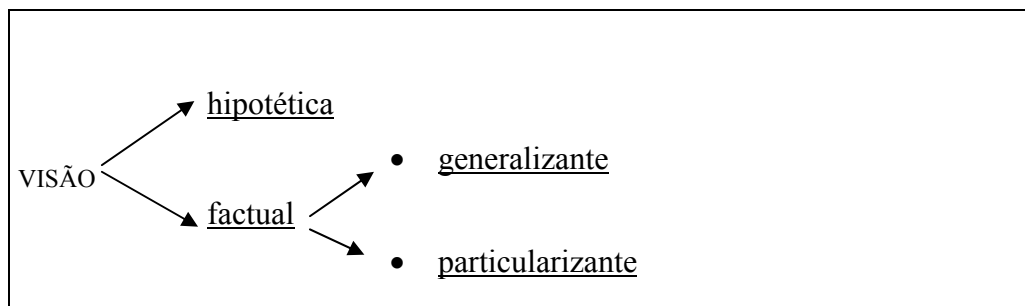 hipotética
• generalizante
VISÃO
factual
• particularizante